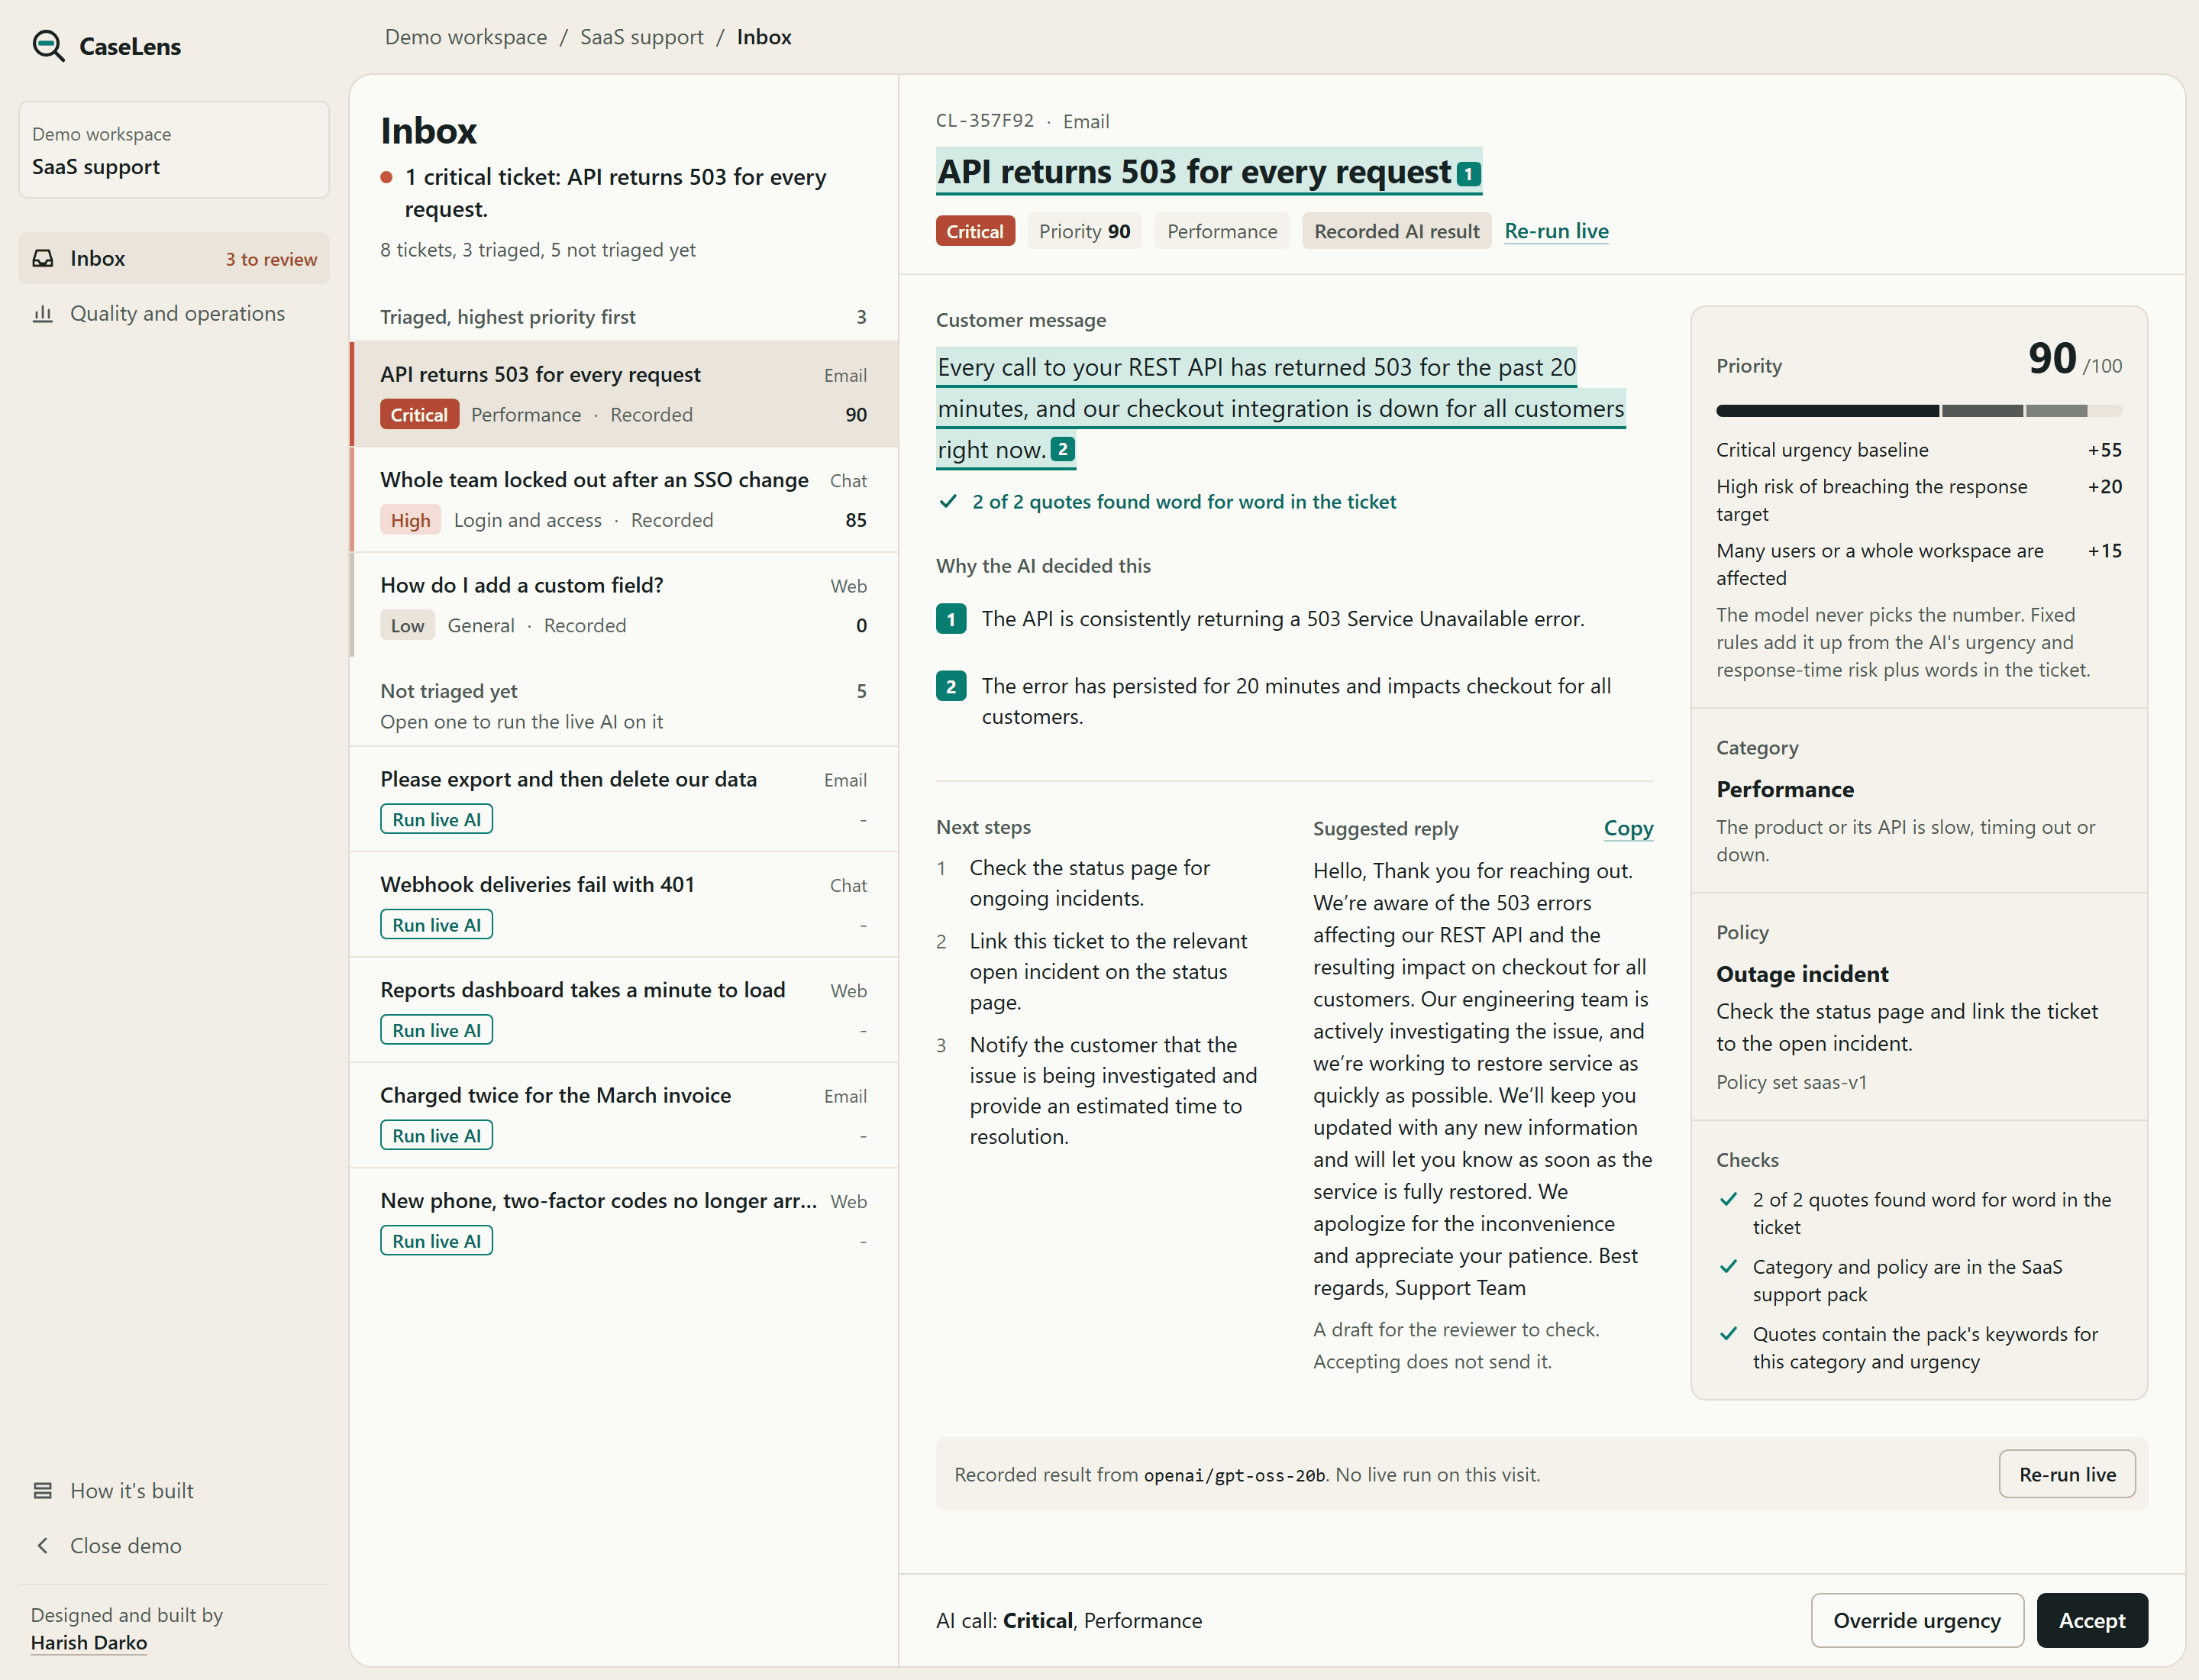 CaseLens
Demo workspace
SaaS support
Inbox
3 to review
Quality and operations
How it's built
Close demo
Designed and built by
Harish Darko
Demo workspace / SaaS support / Inbox
Inbox
1 critical ticket: API returns 503 for every
request.
8 tickets, 3 triaged, 5 not triaged yet
Triaged, highest priority first 3
API returns 503 for every request Email
Critical Performance · Recorded 90
Whole team locked out after an SSO change Chat
High Login and access · Recorded 85
How do I add a custom field? Web
Low General · Recorded 0
Not triaged yet 5
Open one to run the live AI on it
Please export and then delete our data Email
Run live AI -
Webhook deliveries fail with 401 Chat
Run live AI -
Reports dashboard takes a minute to load Web
Run live AI -
Charged twice for the March invoice Email
Run live AI -
New phone, two-factor codes no longer arr... Web
Run live AI -
CL-357F92 · Email
API returns 503 for every request 1
Critical Priority 90 Performance Recorded AI result Re-run live
Customer message
Every call to your REST API has returned 503 for the past 20
minutes, and our checkout integration is down for all customers
right now. 2
2 of 2 quotes found word for word in the ticket
Why the AI decided this
1 The API is consistently returning a 503 Service Unavailable error.
2 The error has persisted for 20 minutes and impacts checkout for all
customers.
Next steps
1 Check the status page for
ongoing incidents.
2 Link this ticket to the relevant
open incident on the status
page.
3 Notify the customer that the
issue is being investigated and
provide an estimated time to
resolution.
Suggested reply Copy
Hello, Thank you for reaching out.
We’re aware of the 503 errors
affecting our REST API and the
resulting impact on checkout for all
customers. Our engineering team is
actively investigating the issue, and
we’re working to restore service as
quickly as possible. We’ll keep you
updated with any new information
and will let you know as soon as the
service is fully restored. We
apologize for the inconvenience
and appreciate your patience. Best
regards, Support Team
A draft for the reviewer to check.
Accepting does not send it.
Priority 90 /100
Critical urgency baseline +55
High risk of breaching the response +20
target
Many users or a whole workspace are +15
affected
The model never picks the number. Fixed
rules add it up from the AI's urgency and
response-time risk plus words in the ticket.
Category
Performance
The product or its API is slow, timing out or
down.
Policy
Outage incident
Check the status page and link the ticket
to the open incident.
Policy set saas-v1
Checks
2 of 2 quotes found word for word in the
ticket
Category and policy are in the SaaS
support pack
Quotes contain the pack's keywords for
this category and urgency
Recorded result from openai/gpt-oss-20b. No live run on this visit. Re-run live
AI call: Critical, Performance Override urgency Accept